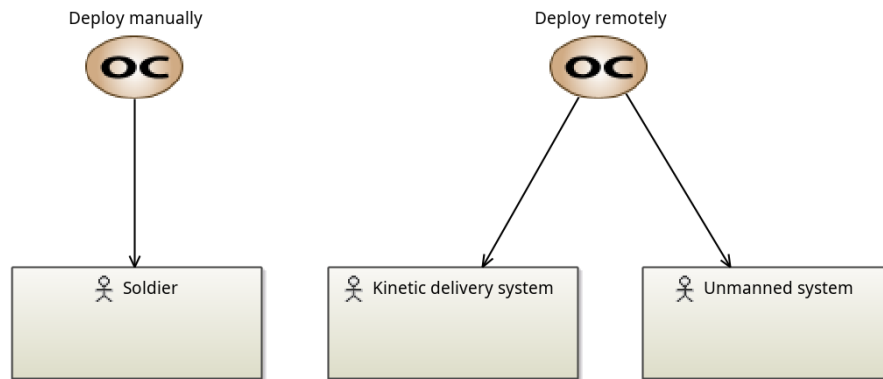 Deploy manually
Deploy remotely
OC
OC
Soldier
Kinetic delivery system
Unmanned system